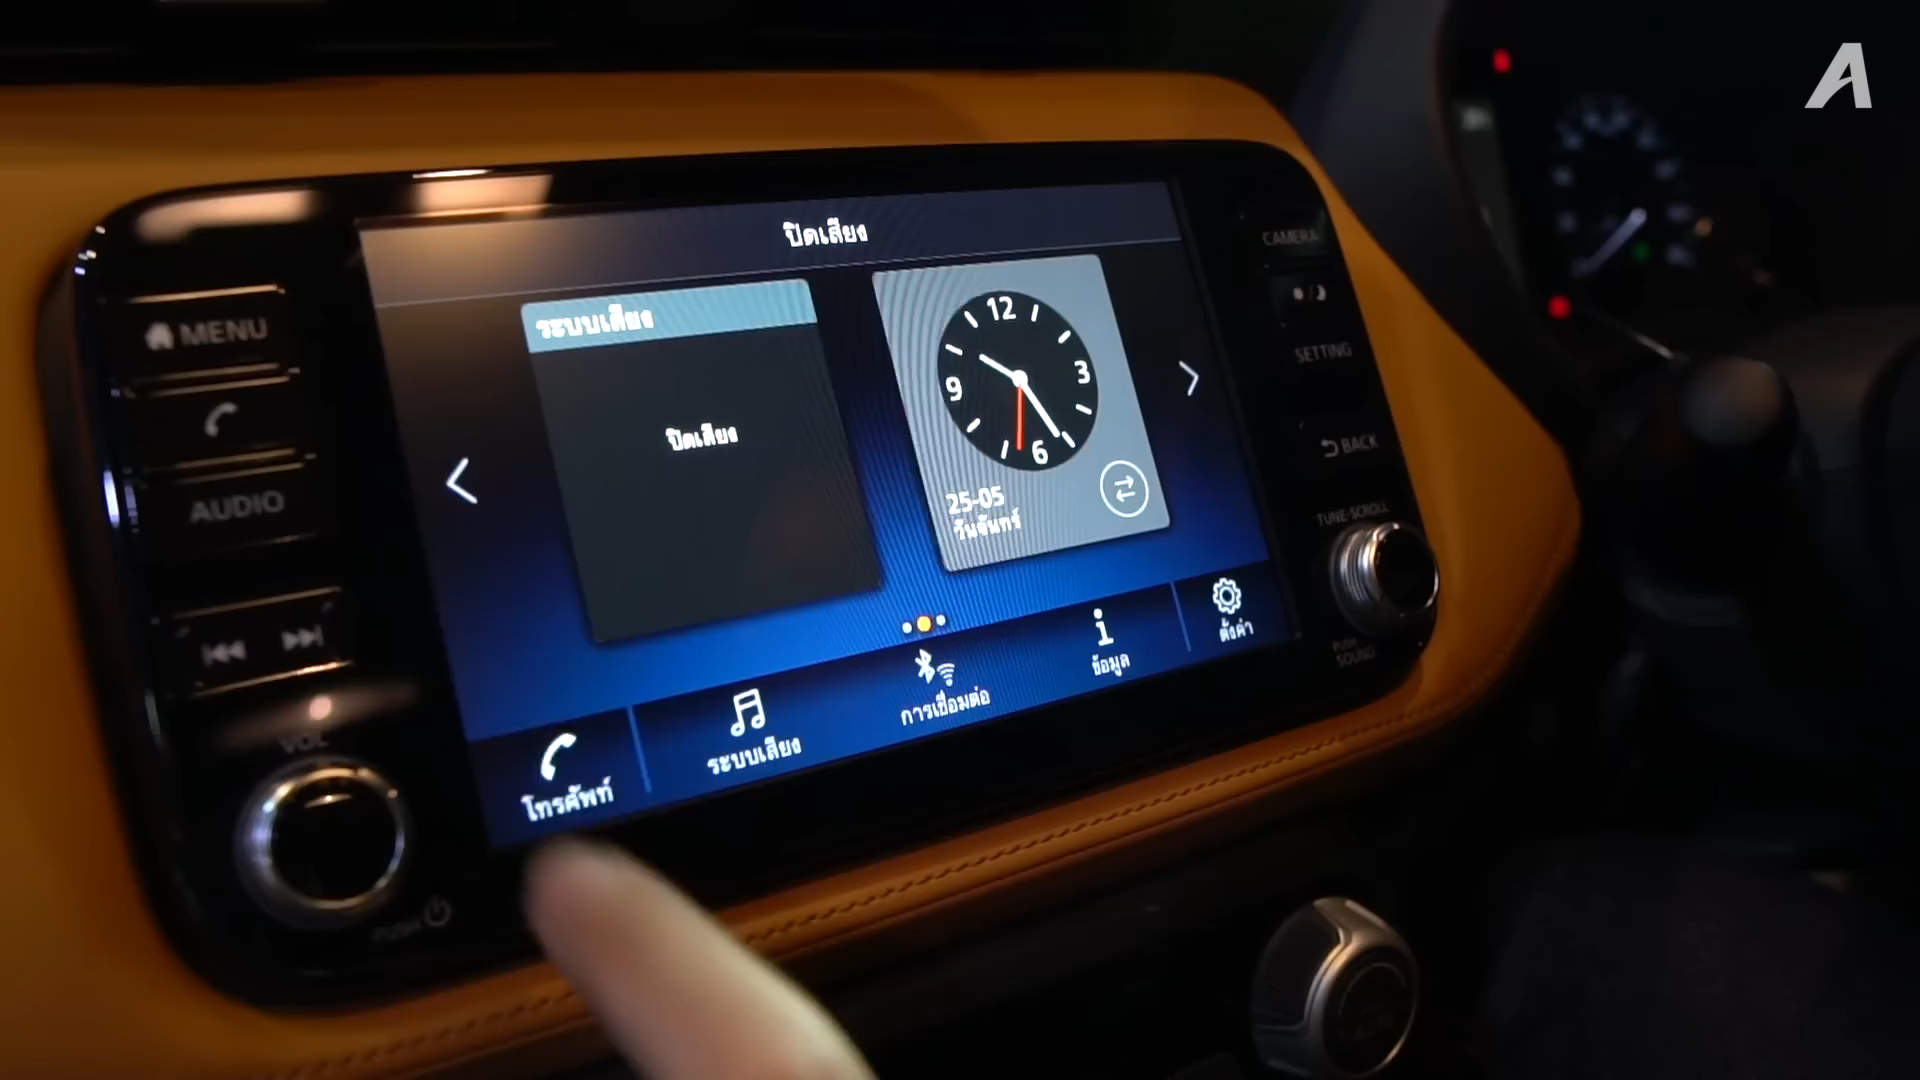 A
ปิดเสียง
CAMERA
MENU
ระบบเสียง
12
3
6
9
SETTING
ปิดเสียง
BACK
AUDIO
25-05
วันจันทร์
TUNE-SCROLL
ตั้งค่า
ข้อมูล
การเชื่อมต่อ
ระบบเสียง
โทรศัพท์
PUSH
SOUND
VOL
PUSH